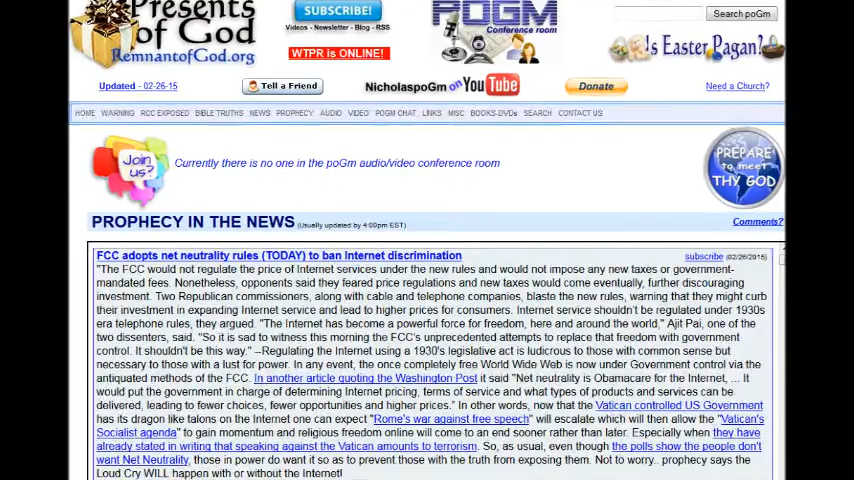 Presents
of God
RemnantofGod.org
SUBSCRIBE!
Videos - Newsletter - Blog - RSS
WTPR is ONLINE!
POGM
Conference room
Search poGm
Is Easter Pagan?
Updated - 02-26-15
Tell a Friend
NicholaspoGm on YouTube
Donate
Need a Church?
HOME WARNING RCC EXPOSED BIBLE TRUTHS NEWS PROPHECY AUDIO VIDEO POGM CHAT LINKS MISC BOOKS-DVDs SEARCH CONTACT US
Join us?
Currently there is no one in the poGm audio/video conference room
PREPARE
to meet
THY GOD
PROPHECY IN THE NEWS (Usually updated by 4:00pm EST)
Comments?
FCC adopts net neutrality rules (TODAY) to ban Internet discrimination
subscribe (02/26/2015)
"The FCC would not regulate the price of Internet services under the new rules and would not impose any new taxes or government-
mandated fees. Nonetheless, opponents said they feared price regulations and new taxes would come eventually, further discouraging
investment. Two Republican commissioners, along with cable and telephone companies, blaste the new rules, warning that they might curb
their investment in expanding Internet service and lead to higher prices for consumers. Internet service shouldn't be regulated under 1930s
era telephone rules, they argued. "The Internet has become a powerful force for freedom, here and around the world," Ajit Pai, one of the
two dissenters, said. "So it is sad to witness this morning the FCC's unprecedented attempts to replace that freedom with government
control. It shouldn't be this way." --Regulating the Internet using a 1930's legislative act is ludicrous to those with common sense but
necessary to those with a lust for power. In any event, the once completely free World Wide Web is now under Government control via the
antiquated methods of the FCC. In another article quoting the Washington Post it said "Net neutrality is Obamacare for the Internet, ... It
would put the government in charge of determining Internet pricing, terms of service and what types of products and services can be
delivered, leading to fewer choices, fewer opportunities and higher prices." In other words, now that the Vatican controlled US Government
has its dragon like talons on the Internet one can expect "Rome's war against free speech" will escalate which will then allow the "Vatican's
Socialist agenda" to gain momentum and religious freedom online will come to an end sooner rather than later. Especially when they have
already stated in writing that speaking against the Vatican amounts to terrorism. So, as usual, even though the polls show the people don't
want Net Neutrality, those in power do want it so as to prevent those with the truth from exposing them. Not to worry.. prophecy says the
Loud Cry WILL happen with or without the Internet!